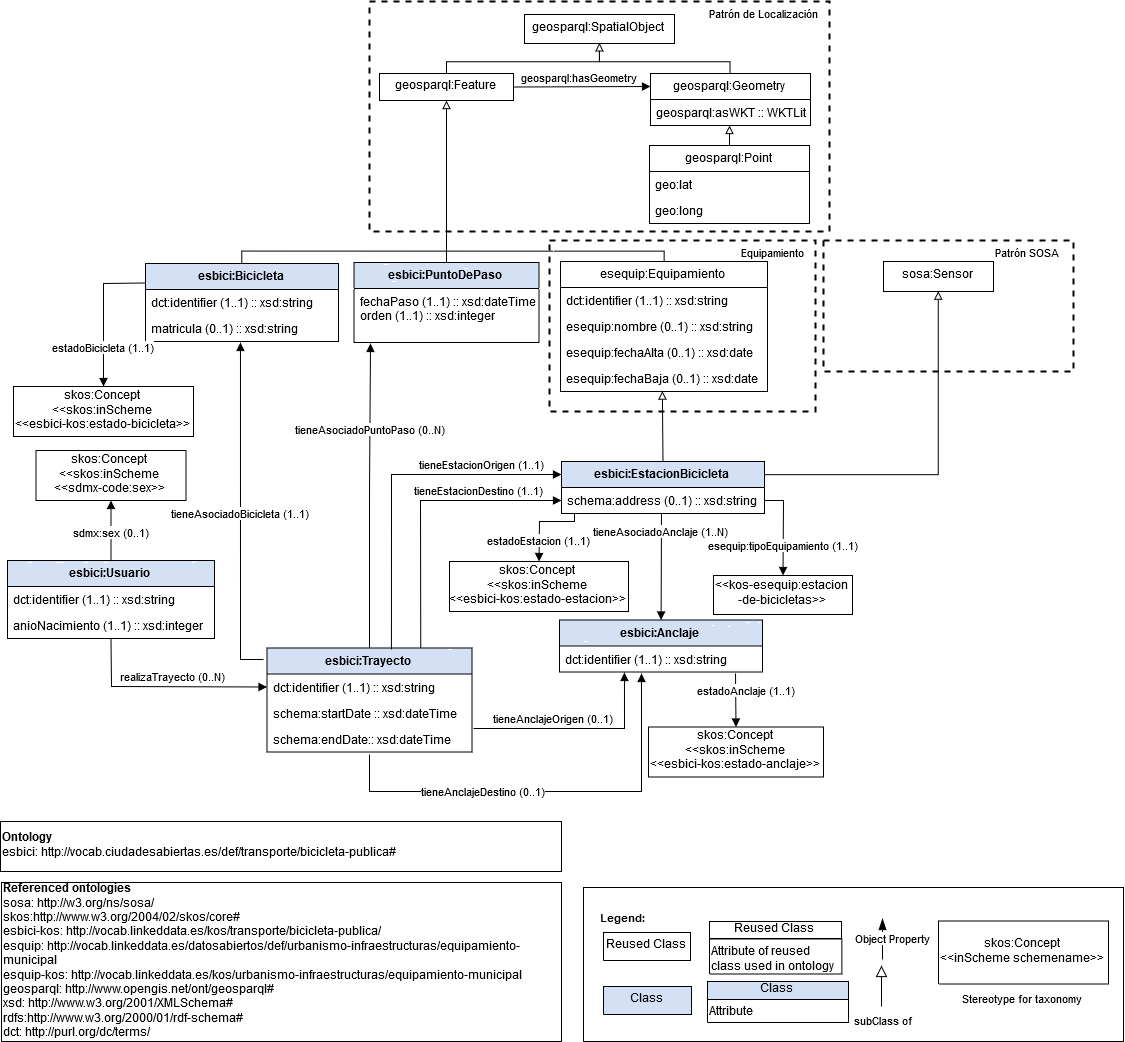 Patrón de Localización
geosparql:SpatialObject
geosparql:Feature
geosparql:hasGeometry
geosparql:Geometry
geosparql:asWKT :: WKTLit
geosparql:Point
geo:lat
geo:long
Equipamiento
Patrón SOSA
esbici:Bicicleta
dct:identifier (1..1) :: xsd:string
matricula (0..1) :: xsd:string
esbici:PuntoDePaso
fechaPaso (1..1) :: xsd:dateTime
orden (1..1) :: xsd:integer
esequip:Equipamiento
dct:identifier (1..1) :: xsd:string
esequip:nombre (0..1) :: xsd:string
esequip:fechaAlta (0..1) :: xsd:date
esequip:fechaBaja (0..1) :: xsd:date
sosa:Sensor
estadoBicicleta (1..1)
skos:Concept
<<skos:inScheme
<<esbici-kos:estado-bicicleta>>
skos:Concept
<<skos:inScheme
<<sdmx-code:sex>>
sdmx:sex (0..1)
tieneAsociadoPuntoPaso (0..N)
tieneAsociadoBicicleta (1..1)
tieneEstacionOrigen (1..1)
tieneEstacionDestino (1..1)
esbici:EstacionBicicleta
schema:address (0..1) :: xsd:string
estadoEstacion (1..1)
tieneAsociadoAnclaje (1..N)
esequip:tipoEquipamiento (1..1)
skos:Concept
<<skos:inScheme
<<esbici-kos:estado-estacion>>
<<kos-esequip:estacion
-de-bicicletas>>
esbici:Usuario
dct:identifier (1..1) :: xsd:string
anioNacimiento (1..1) :: xsd:integer
realizaTrayecto (0..N)
esbici:Trayecto
dct:identifier (1..1) :: xsd:string
schema:startDate :: xsd:dateTime
schema:endDate:: xsd:dateTime
esbici:Anclaje
dct:identifier (1..1) :: xsd:string
estadoAnclaje (1..1)
tieneAnclajeOrigen (0..1)
tieneAnclajeDestino (0..1)
skos:Concept
<<skos:inScheme
<<esbici-kos:estado-anclaje>>
Ontology
esbici: http://vocab.ciudadesabiertas.es/def/transporte/bicicleta-publica#
Referenced ontologies
sosa: http://w3.org/ns/sosa/
skos:http://www.w3.org/2004/02/skos/core#
esbici-kos: http://vocab.linkeddata.es/kos/transporte/bicicleta-publica/
esquip: http://vocab.linkeddata.es/datosabiertos/def/urbanismo-infraestructuras/equipamiento-
municipal
esquip-kos: http://vocab.linkeddata.es/kos/urbanismo-infraestructuras/equipamiento-municipal
geosparql: http://www.opengis.net/ont/geosparql#
xsd: http://www.w3.org/2001/XMLSchema#
rdfs:http://www.w3.org/2000/01/rdf-schema#
dct: http://purl.org/dc/terms/
Legend:
Reused Class
Class
Reused Class
Attribute of reused
class used in ontology
Class
Attribute
Object Property
subClass of
skos:Concept
<<inScheme schemename>>
Stereotype for taxonomy